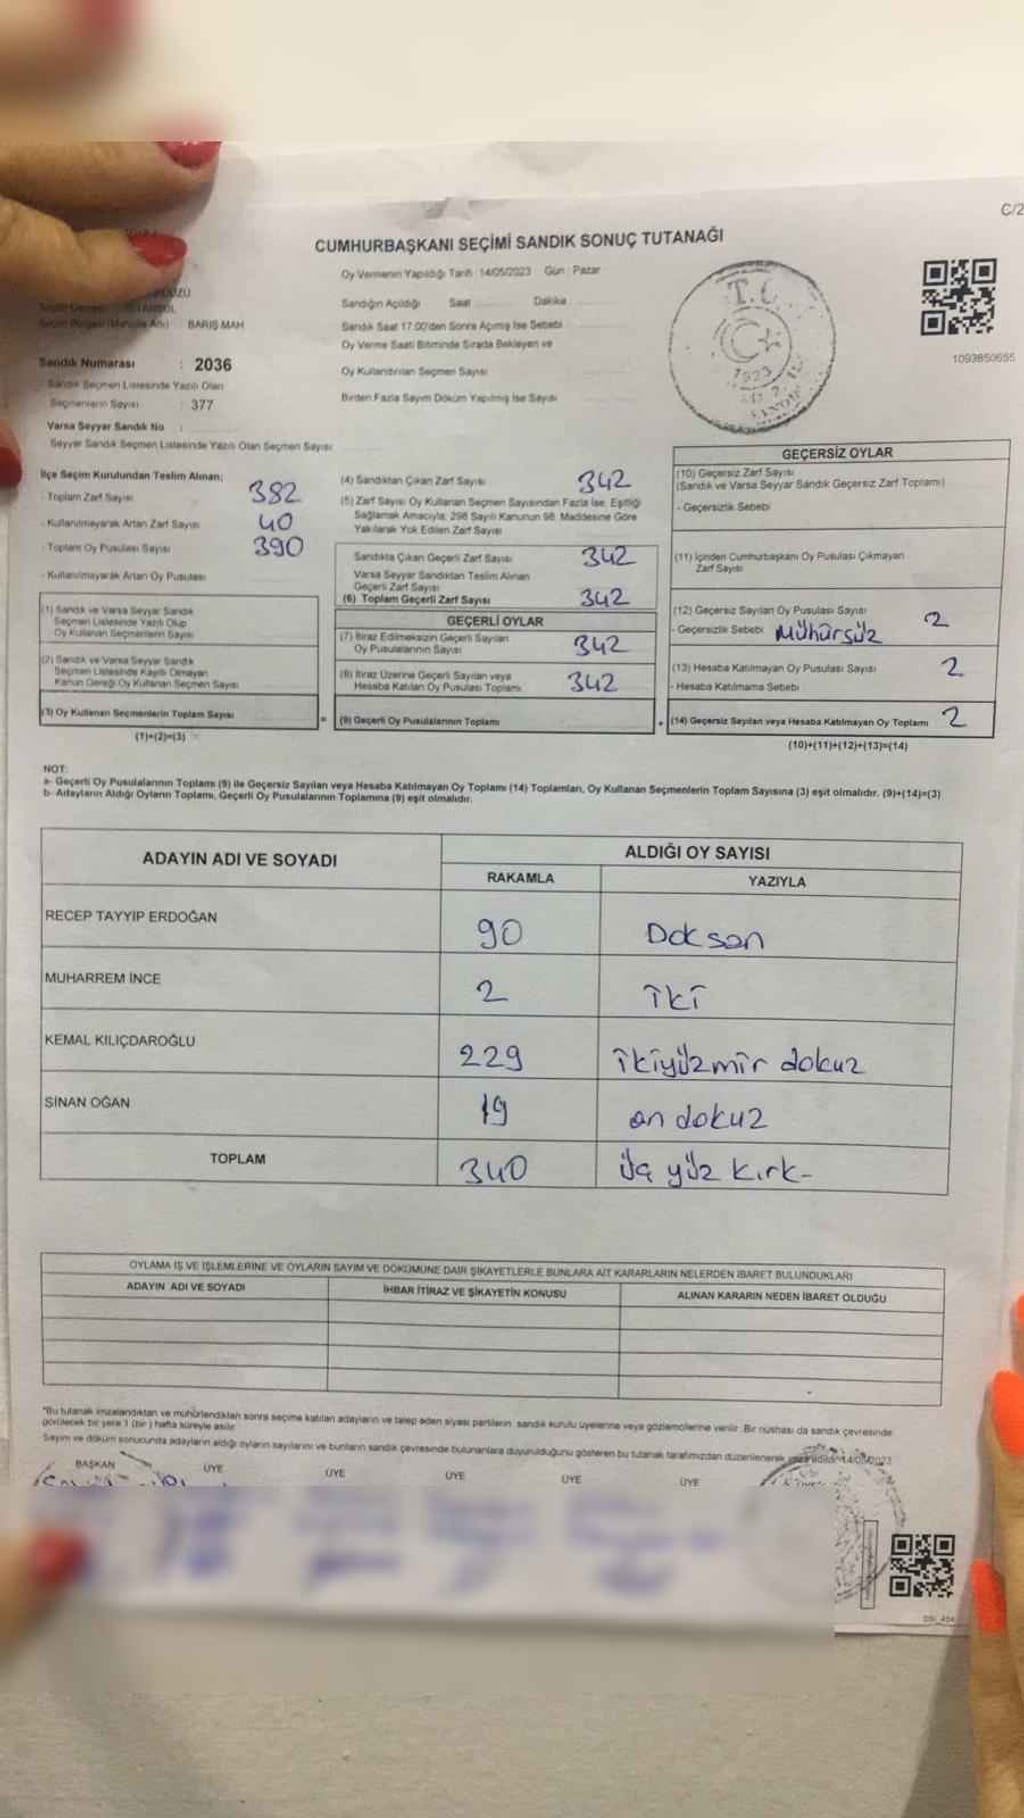 C/2
CUMHURBAŞKANI SEÇİMİ SANDIK SONUÇ TUTANAĞI
Oy Vermenin Yapıldığı Tarih : 14/05/2023 Gün : Pazar
Sandığın Açıldığı Saat Dakika
Sandık Saat 17.00'den Sonra Açımış İse Sebebi
Oy Verme Saati Bitiminde Sırada Bekleyen ve
Oy Kullandırılan Seçmen Sayısı
Birden Fazla Sayım Döküm Yapılmış İse Sayısı
T.C.
1923
1093850655
BARIŞ MAH
Sandık Numarası : 2036
Sandık Seçmen Listesinde Yazılı Olan
Seçmenlerin Sayısı : 377
Varsa Seyyar Sandık No :
Seyyar Sandık Seçmen Listesinde Yazılı Olan Seçmen Sayısı
İlçe Seçim Kurulundan Teslim Alınan;
- Toplam Zarf Sayısı 382
- Kullanılmayarak Artan Zarf Sayısı 40
- Toplam Oy Pusulası Sayısı 390
- Kullanılmayarak Artan Oy Pusulası
(1) Sandık ve Varsa Seyyar Sandık
Seçmen Listesinde Yazılı Olup
Oy Kullanan Seçmenlerin Sayısı
(2) Sandık ve Varsa Seyyar Sandık
Seçmen Listesinde Kayıtlı Olmayan
Kanun Gereği Oy Kullanan Seçmen Sayısı
(3) Oy Kullanan Seçmenlerin Toplam Sayısı
(1)+(2)=(3)
(4) Sandıktan Çıkan Zarf Sayısı 342
(5) Zarf Sayısı Oy Kullanan Seçmen Sayısından Fazla İse, Eşitliği
Sağlamak Amacıyla, 298 Sayılı Kanunun 98. Maddesine Göre
Yakılarak Yok Edilen Zarf Sayısı
Sandıkta Çıkan Geçerli Zarf Sayısı 342
Varsa Seyyar Sandıktan Teslim Alınan
Geçerli Zarf Sayısı
(6) Toplam Geçerli Zarf Sayısı 342
GEÇERLİ OYLAR
(7) İtiraz Edilmeksizin Geçerli Sayılan
Oy Pusulalarının Sayısı 342
(8) İtiraz Üzerine Geçerli Sayılan veya
Hesaba Katılan Oy Pusulası Toplamı 342
= (9) Geçerli Oy Pusulalarının Toplamı
GEÇERSİZ OYLAR
(10) Geçersiz Zarf Sayısı
(Sandık ve Varsa Seyyar Sandık Geçersiz Zarf Toplamı)
- Geçersizlik Sebebi
(11) İçinden Cumhurbaşkanı Oy Pusulası Çıkmayan
Zarf Sayısı
(12) Geçersiz Sayılan Oy Pusulası Sayısı 2
- Geçersizlik Sebebi Mühürsüz
(13) Hesaba Katılmayan Oy Pusulası Sayısı 2
- Hesaba Katılmama Sebebi
+ (14) Geçersiz Sayılan veya Hesaba Katılmayan Oy Toplamı 2
(10)+(11)+(12)+(13)=(14)
NOT:
a- Geçerli Oy Pusulalarının Toplamı (9) ile Geçersiz Sayılan veya Hesaba Katılmayan Oy Toplamı (14) Toplamları, Oy Kullanan Seçmenlerin Toplam Sayısına (3) eşit olmalıdır. (9)+(14)=(3)
b- Adayların Aldığı Oyların Toplamı, Geçerli Oy Pusulalarının Toplamına (9) eşit olmalıdır.
ADAYIN ADI VE SOYADI ALDIĞI OY SAYISI
RAKAMLA YAZIYLA
RECEP TAYYİP ERDOĞAN 90 Doksan
MUHARREM İNCE 2 iki
KEMAL KILIÇDAROĞLU 229 ikiyüzmir dokuz
SİNAN OĞAN 19 on dokuz
TOPLAM 340 üç yüz kırk-
OYLAMA İŞ VE İŞLEMLERİNE VE OYLARIN SAYIM VE DÖKÜMÜNE DAİR ŞİKAYETLERLE BUNLARA AİT KARARLARIN NELERDEN İBARET BULUNDUKLARI
ADAYIN ADI VE SOYADI İHBAR İTİRAZ VE ŞİKAYETİN KONUSU ALINAN KARARIN NEDEN İBARET OLDUĞU
"Bu tutanak imzalandıktan ve mühürlendikten sonra seçime katılan adayların ve talep eden siyasi partilerin, sandık kurulu üyelerine veya gözlemcilerine verilir. Bir nüshası da sandık çevresinde
görülecek bir yere 1 (bir) hafta süreyle asılır.
Sayım ve döküm sonucunda adayların aldığı oyların sayılarını ve bunların sandık çevresinde bulunanlara duyurulduğunu gösteren bu tutanak tarafımızdan düzenlenerek 14/05/2023
BAŞKAN ÜYE ÜYE ÜYE ÜYE ÜYE